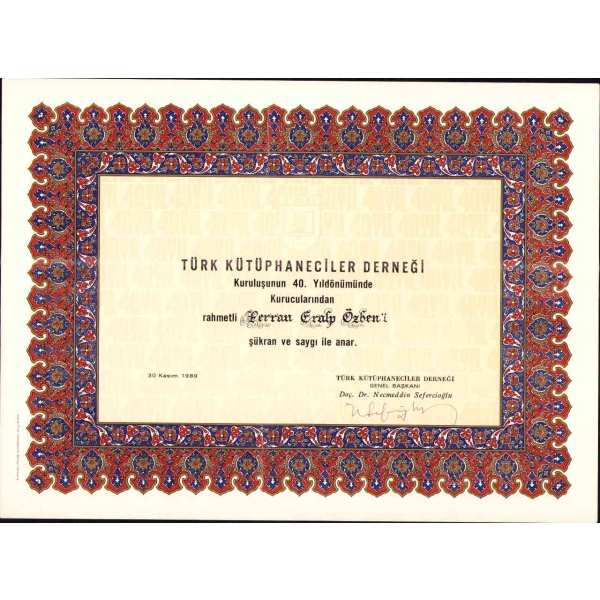 TÜRK KÜTÜPHANECİLER DERNEĞİ
Kuruluşunun 40. Yıldönümünde
Kurucularından
rahmetli Perran Eralp Özben'i
şükran ve saygı ile anar.
30 Kasım 1989
TÜRK KÜTÜPHANECİLER DERNEĞİ
GENEL BAŞKANI
Doç. Dr. Necmeddin Sefercioğlu